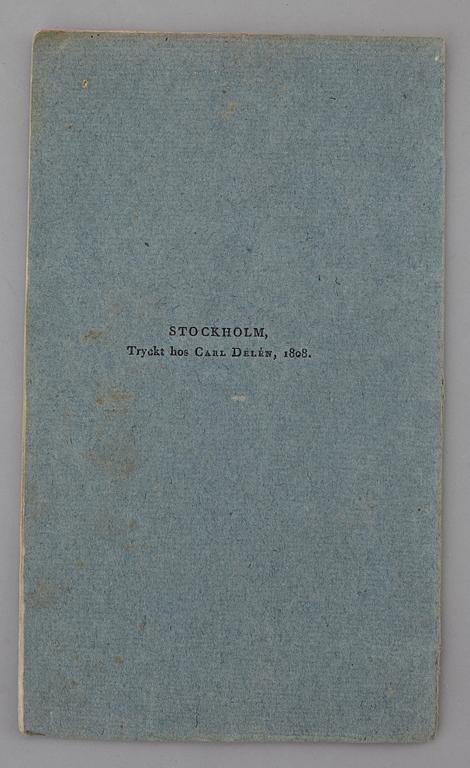 STOCKHOLM,
Tryckt hos CARL DELÉN, 1808.